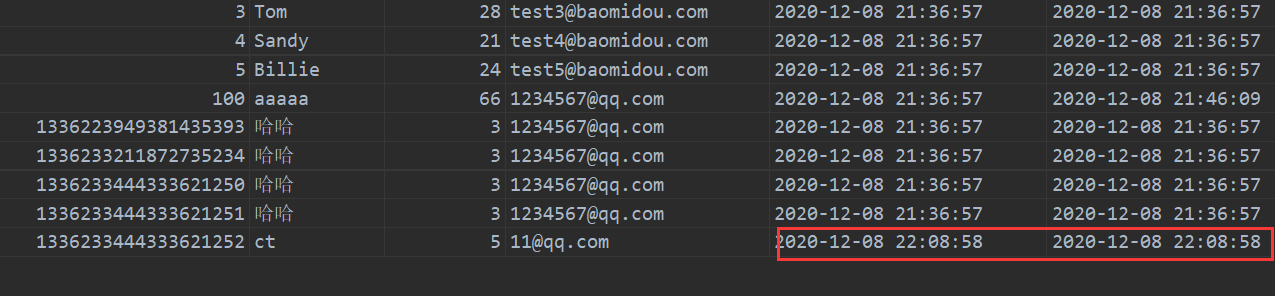 3 Tom 28 test3@baomidou.com 2020-12-08 21:36:57 2020-12-08 21:36:57
4 Sandy 21 test4@baomidou.com 2020-12-08 21:36:57 2020-12-08 21:36:57
5 Billie 24 test5@baomidou.com 2020-12-08 21:36:57 2020-12-08 21:36:57
100 aaaaa 66 1234567@qq.com 2020-12-08 21:36:57 2020-12-08 21:46:09
1336223949381435393 哈哈 3 1234567@qq.com 2020-12-08 21:36:57 2020-12-08 21:36:57
1336233211872735234 哈哈 3 1234567@qq.com 2020-12-08 21:36:57 2020-12-08 21:36:57
1336233444333621250 哈哈 3 1234567@qq.com 2020-12-08 21:36:57 2020-12-08 21:36:57
1336233444333621251 哈哈 3 1234567@qq.com 2020-12-08 21:36:57 2020-12-08 21:36:57
1336233444333621252 ct 5 11@qq.com 2020-12-08 22:08:58 2020-12-08 22:08:58